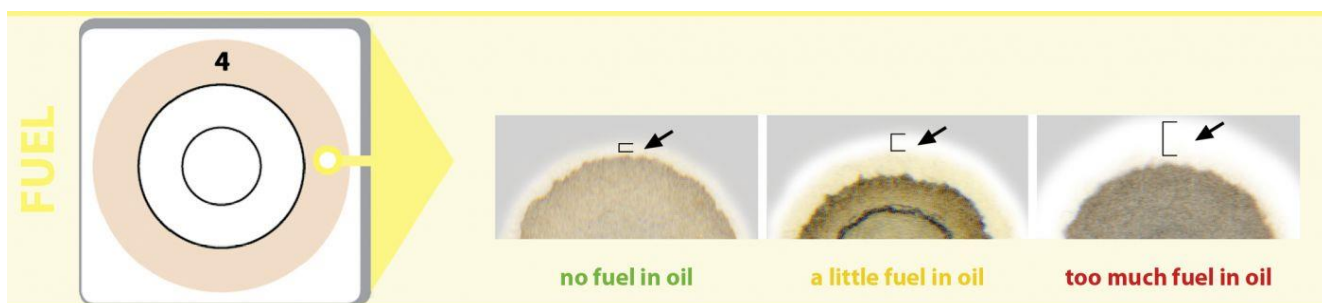 FUEL
4
no fuel in oil
a little fuel in oil
too much fuel in oil